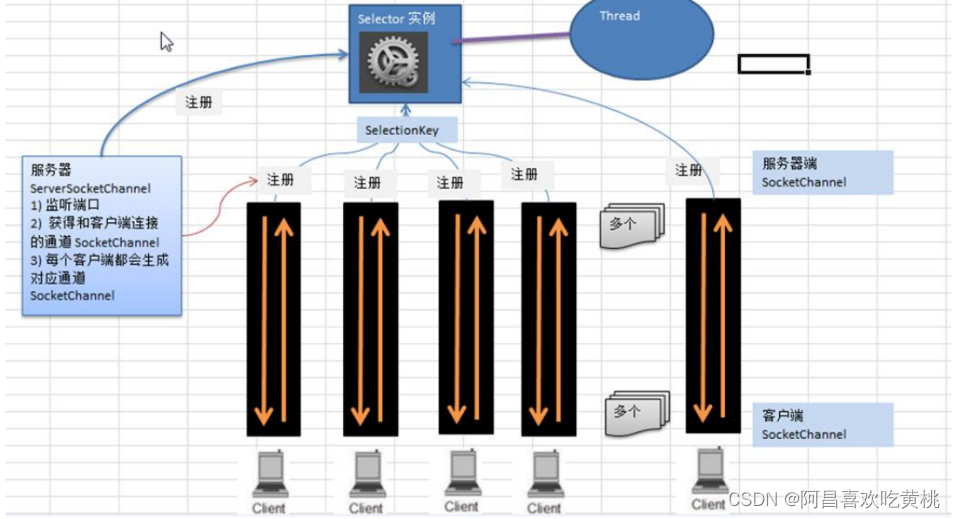 Selector 实例
Thread
注册
SelectionKey
服务器
ServerSocketChannel
1) 监听端口
2) 获得和客户端连接
的通道 SocketChannel
3) 每个客户端都会生成
对应通道
SocketChannel
注册
注册
注册
注册
注册
服务器端
SocketChannel
多个
多个
客户端
SocketChannel
Client
Client
Client
Client
Client
CSDN @阿昌喜欢吃黄桃